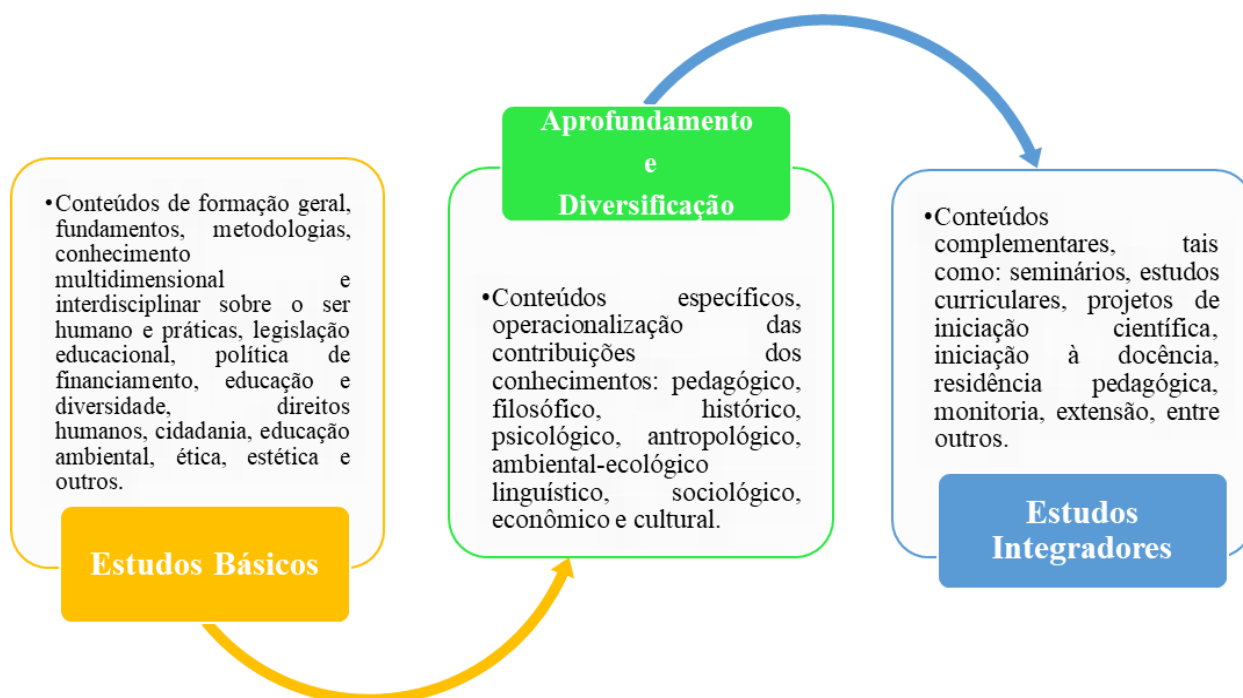 •Conteúdos de formação geral,
fundamentos, metodologias,
conhecimento
multidimensional e
interdisciplinar sobre o ser
humano e práticas, legislação
educacional, política de
financiamento, educação e
diversidade, direitos
humanos, cidadania, educação
ambiental, ética, estética e
outros.
Estudos Básicos
Aprofundamento
e
Diversificação
•Conteúdos específicos,
operacionalização das
contribuições dos
conhecimentos: pedagógico,
filosófico, histórico,
psicológico, antropológico,
ambiental-ecológico
linguístico, sociológico,
econômico e cultural.
•Conteúdos
complementares, tais
como: seminários, estudos
curriculares, projetos de
iniciação científica,
iniciação à docência,
residência pedagógica,
monitoria, extensão, entre
outros.
Estudos
Integradores